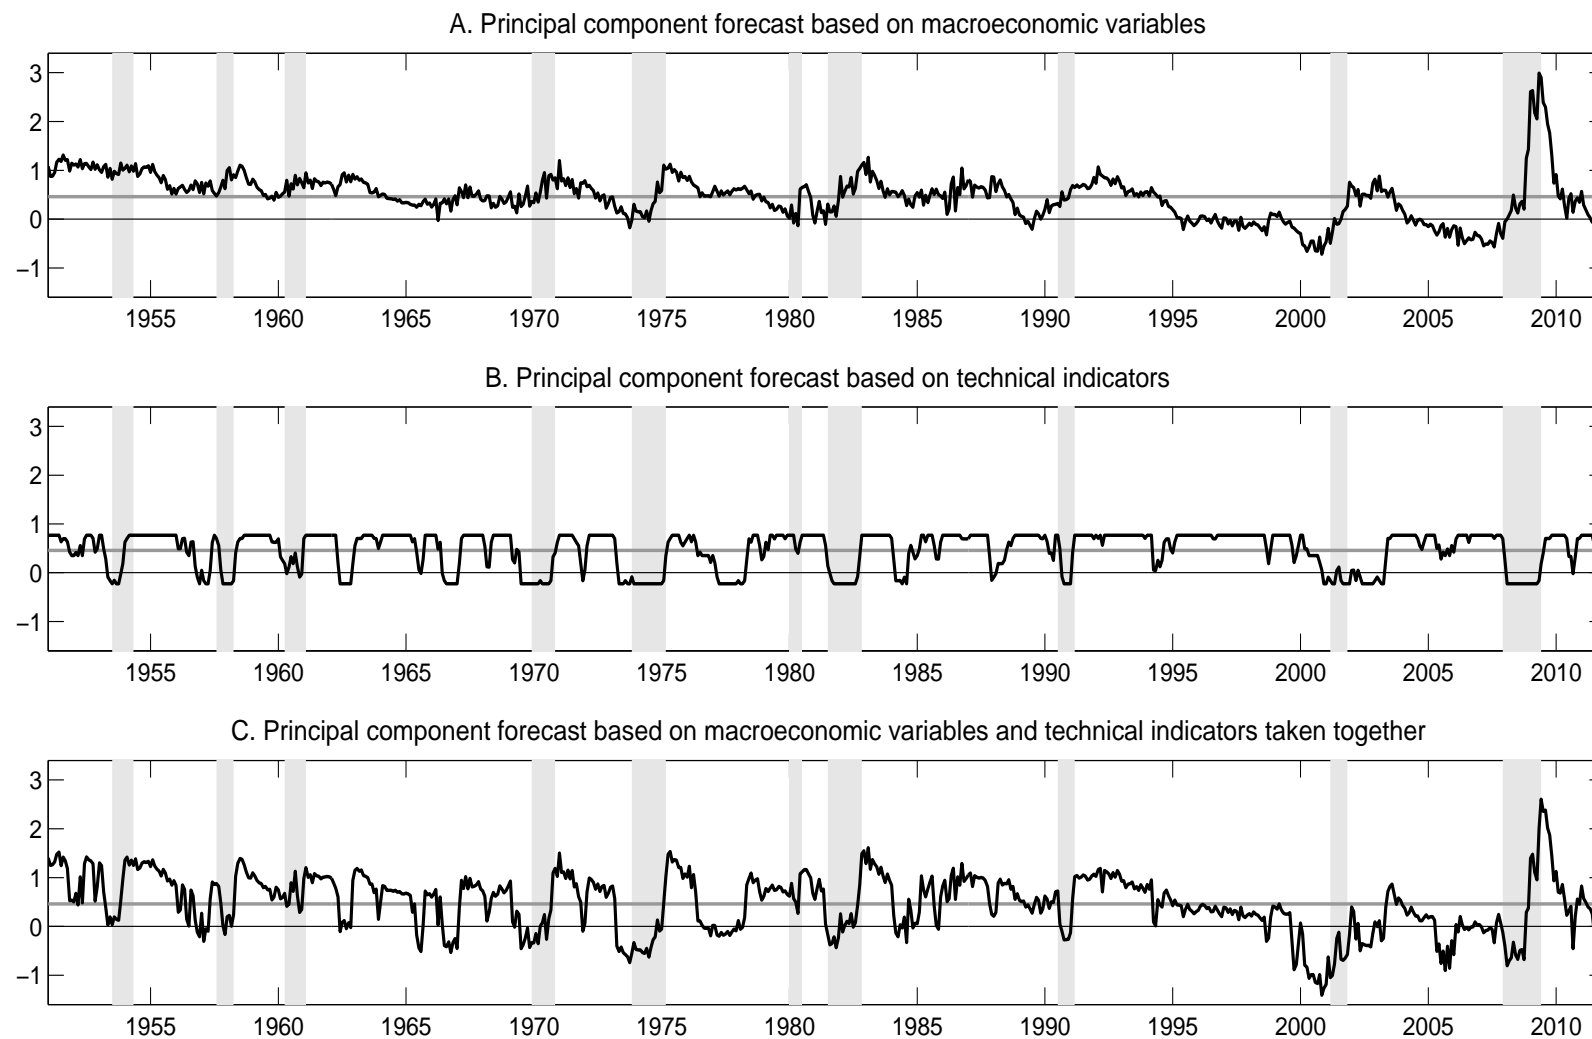 A. Principal component forecast based on macroeconomic variables
3
2
1
0
−1
1955 1960 1965 1970 1975 1980 1985 1990 1995 2000 2005 2010
B. Principal component forecast based on technical indicators
3
2
1
0
−1
1955 1960 1965 1970 1975 1980 1985 1990 1995 2000 2005 2010
C. Principal component forecast based on macroeconomic variables and technical indicators taken together
3
2
1
0
−1
1955 1960 1965 1970 1975 1980 1985 1990 1995 2000 2005 2010